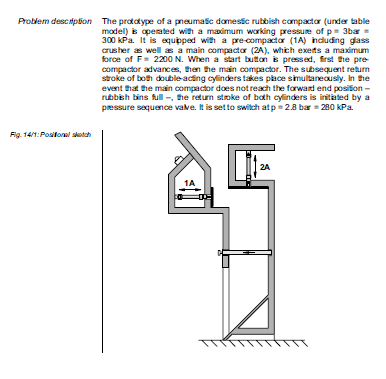 Problem description
The prototype of a pneumatic domestic rubbish compactor (under table
model) is operated with a maximum working pressure of p = 3bar =
300 kPa. It is equipped with a pre-compactor (1A) including glass
crusher as well as a main compactor (2A), which exerts a maximum
force of F = 2200 N. When a start button is pressed, first the pre-
compactor advances, then the main compactor. The subsequent return
stroke of both double-acting cylinders takes place simultaneously. In the
event that the main compactor does not reach the forward end position –
rubbish bins full –, the return stroke of both cylinders is initiated by a
pressure sequence valve. It is set to switch at p = 2.8 bar = 280 kPa.
Fig. 14/1: Positional sketch
2A
1A